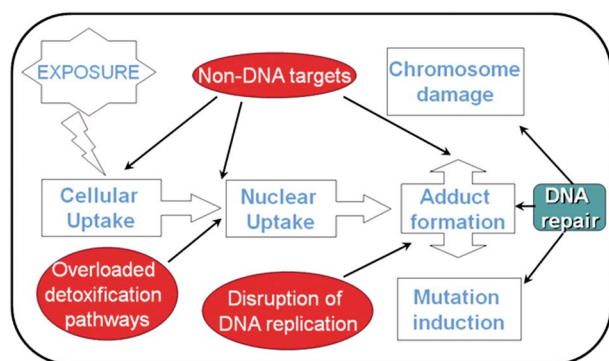 EXPOSURE
Non-DNA targets
Chromosome
damage
Cellular
Uptake
Nuclear
Uptake
Adduct
formation
DNA
repair
Overloaded
detoxification
pathways
Disruption of
DNA replication
Mutation
induction